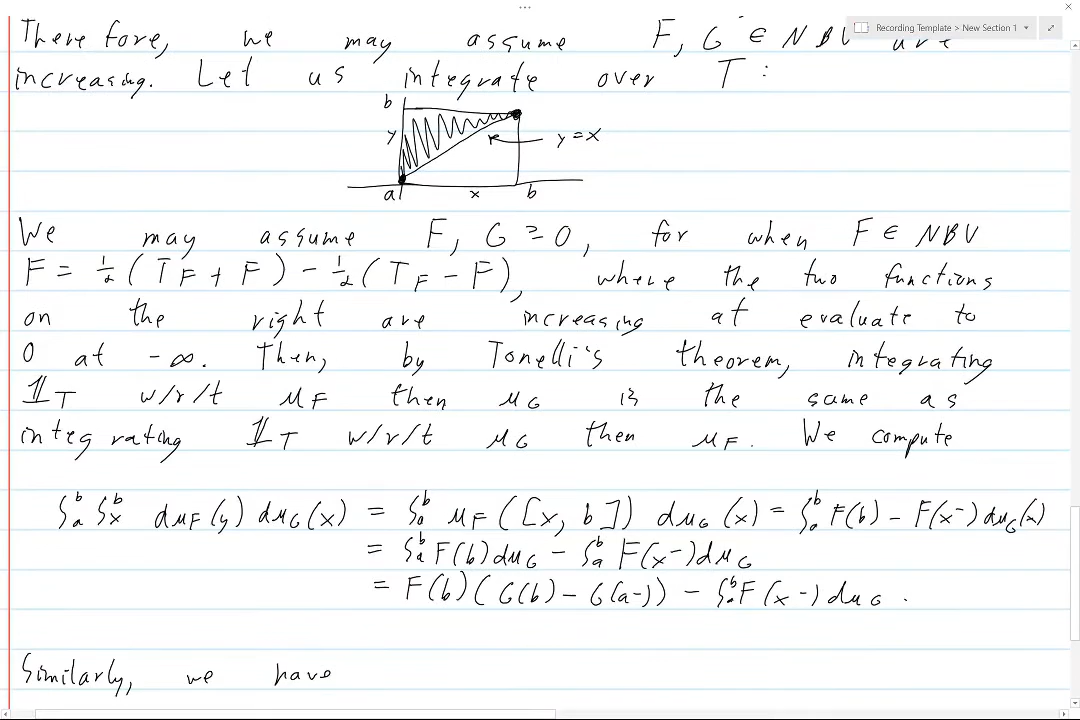 Therefore, we may assume F, G ∈ NBV are
Recording Template > New Section 1
increasing. Let us integrate over T:
b
y
y = x
a
x
b
We may assume F, G ≥ 0, for when F ∈ NBV
F = ½(T_F + F) - ½(T_F - F), where the two functions
on the right are increasing at evaluate to
0 at -∞. Then, by Tonelli's theorem, integrating
𝟙_T w/r/t μ_F then μ_G is the same as
integrating 𝟙_T w/r/t μ_G then μ_F. We compute
∫_a^b ∫_x^b dμ_F(y) dμ_G(x) = ∫_a^b μ_F([x, b]) dμ_G(x) = ∫_a^b F(b) - F(x-) dμ_G(x)
= ∫_a^b F(b) dμ_G - ∫_a^b F(x-) dμ_G
= F(b)(G(b) - G(a-)) - ∫_a^b F(x-) dμ_G.
Similarly, we have